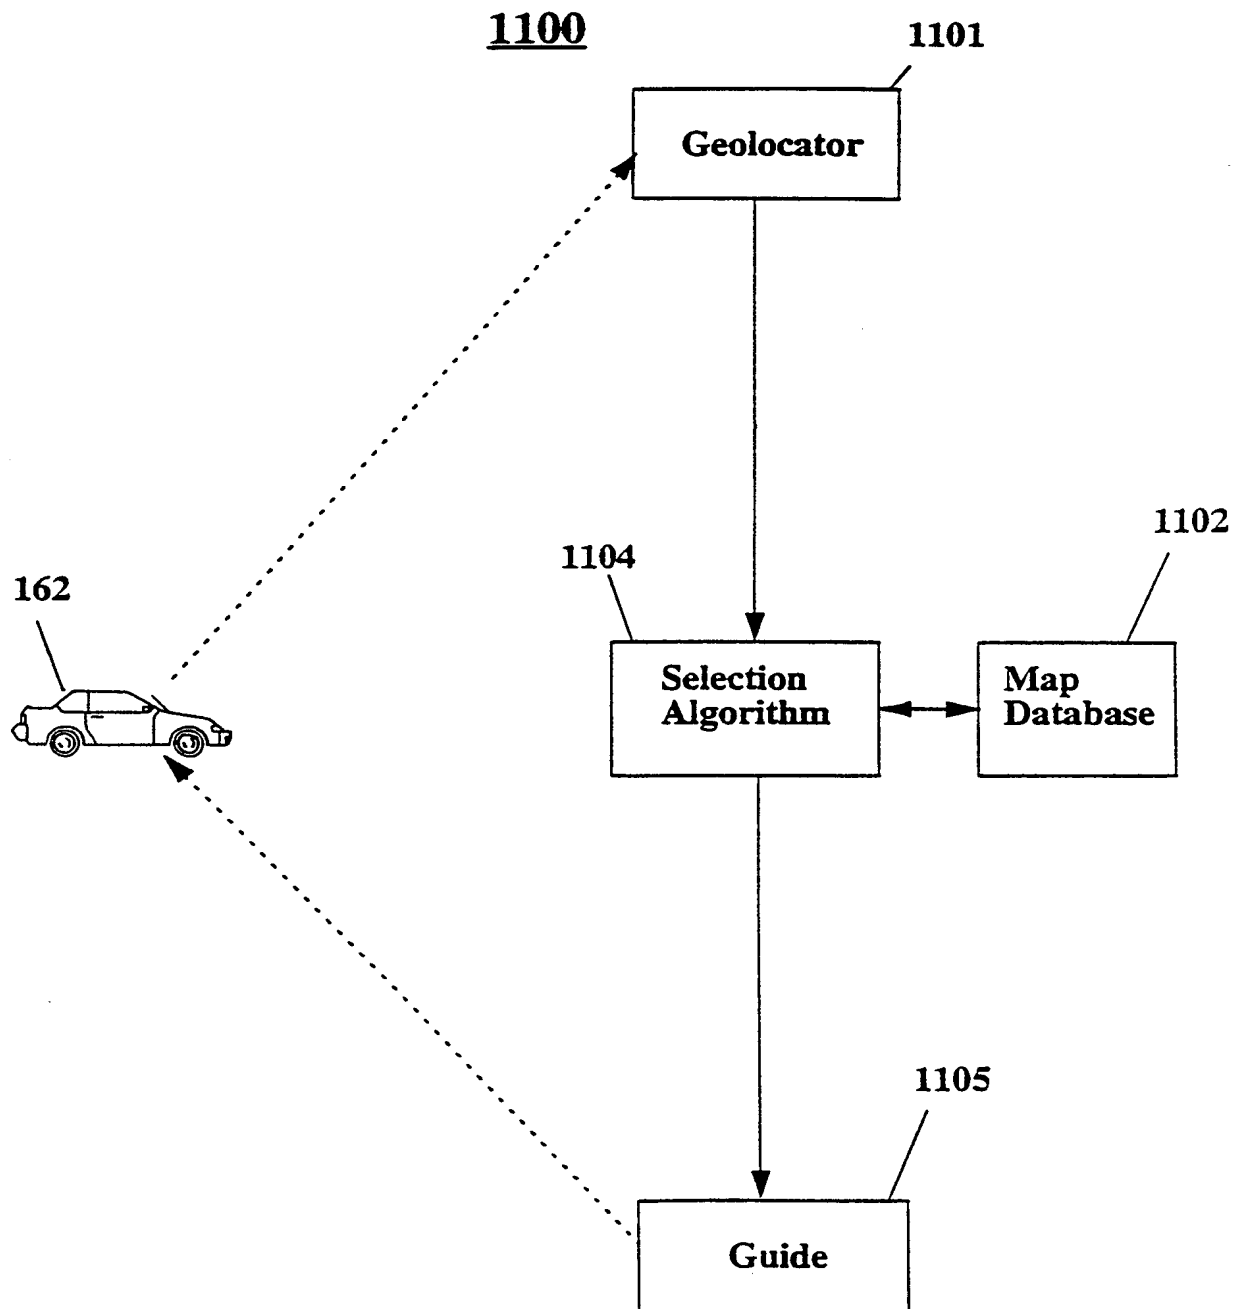 1100
1101
Geolocator
1102
1104
162
Selection
Algorithm
Map
Database
1105
Guide